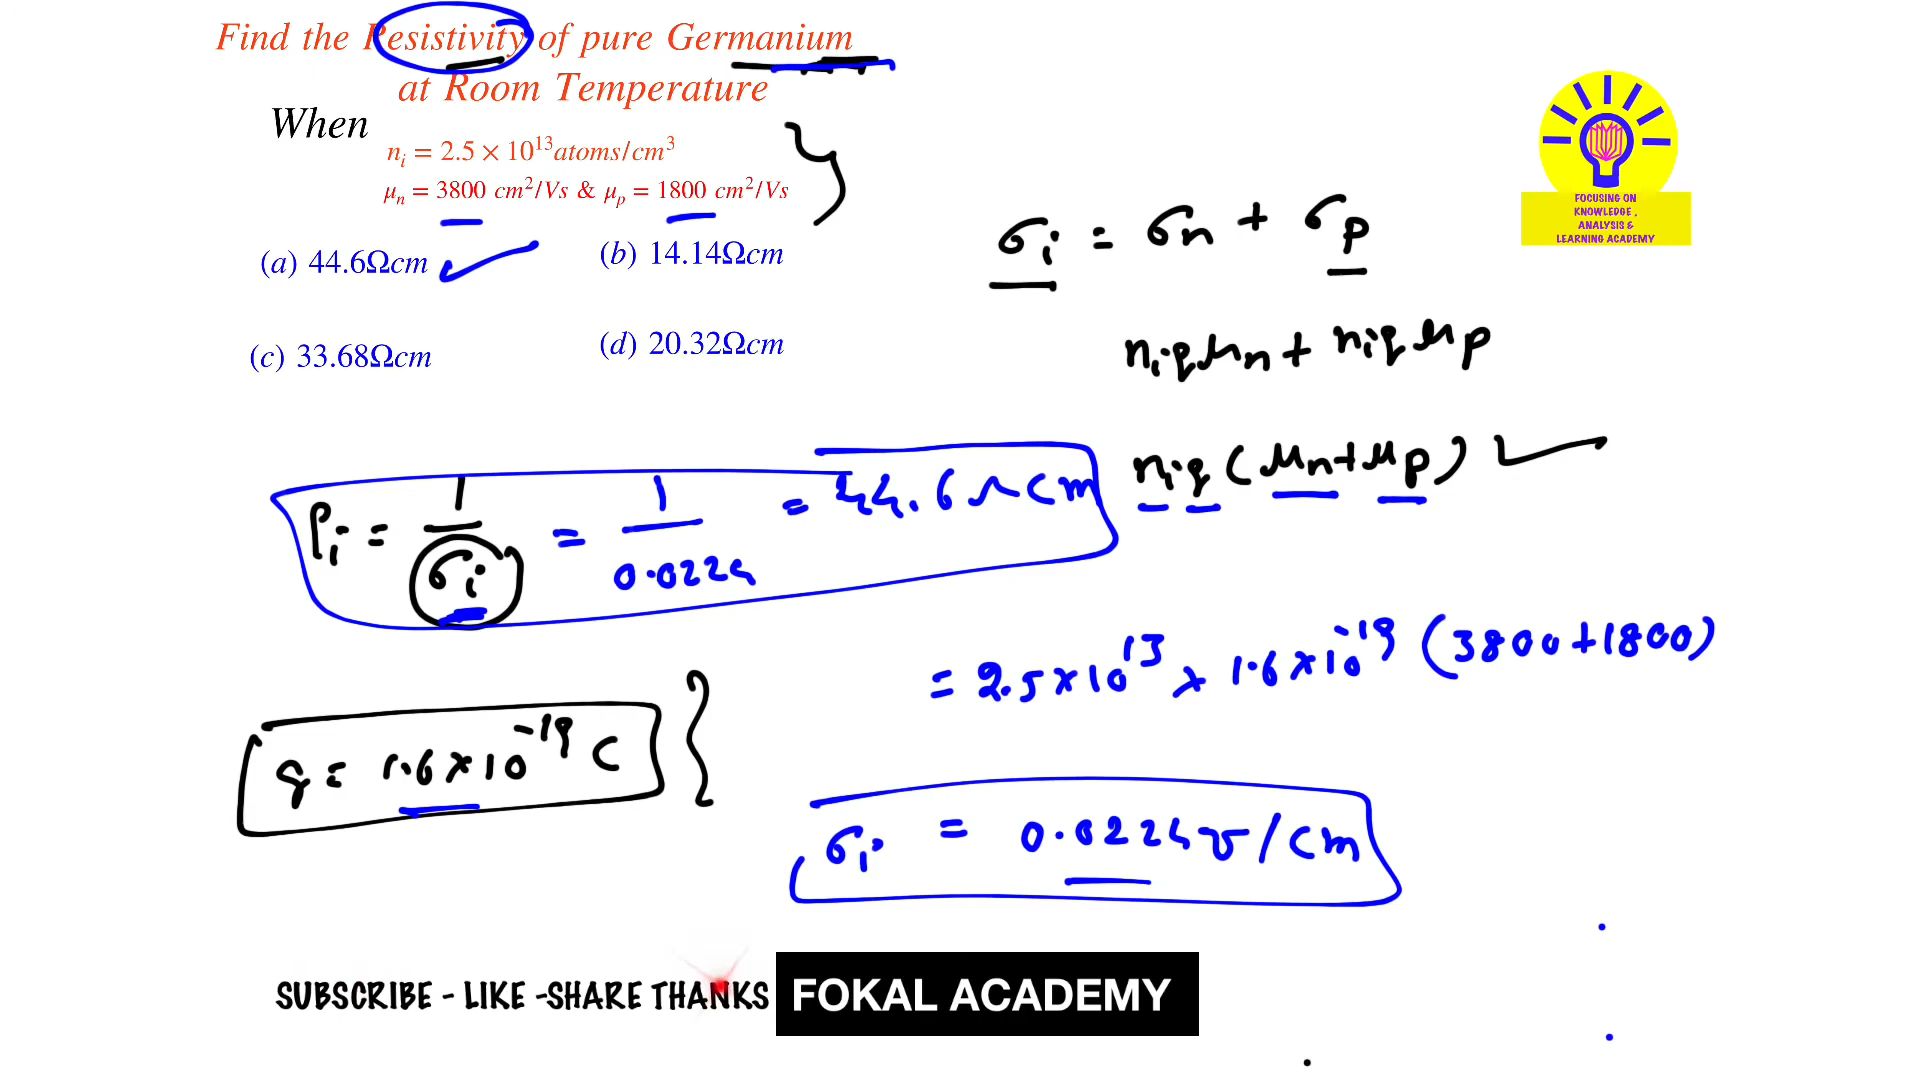 Find the Resistivity of pure Germanium
at Room Temperature
When
nᵢ = 2.5 × 10¹³atoms/cm³
μₙ = 3800 cm²/Vs & μₚ = 1800 cm²/Vs
(a) 44.6Ωcm
(b) 14.14Ωcm
(c) 33.68Ωcm
(d) 20.32Ωcm
FOCUSING ON
KNOWLEDGE ,
ANALYSIS &
LEARNING ACADEMY
σᵢ = σn + σp
nᵢqμn + nᵢqμp
nᵢq(μn+μp)
ρᵢ = 1/σᵢ = 1/0.0224 = 44.6Ωcm
= 2.5×10¹³ × 1.6×10⁻¹⁹ (3800+1800)
q = 1.6×10⁻¹⁹ C
σᵢ = 0.0224℧/cm
SUBSCRIBE - LIKE -SHARE THANKS
FOKAL ACADEMY